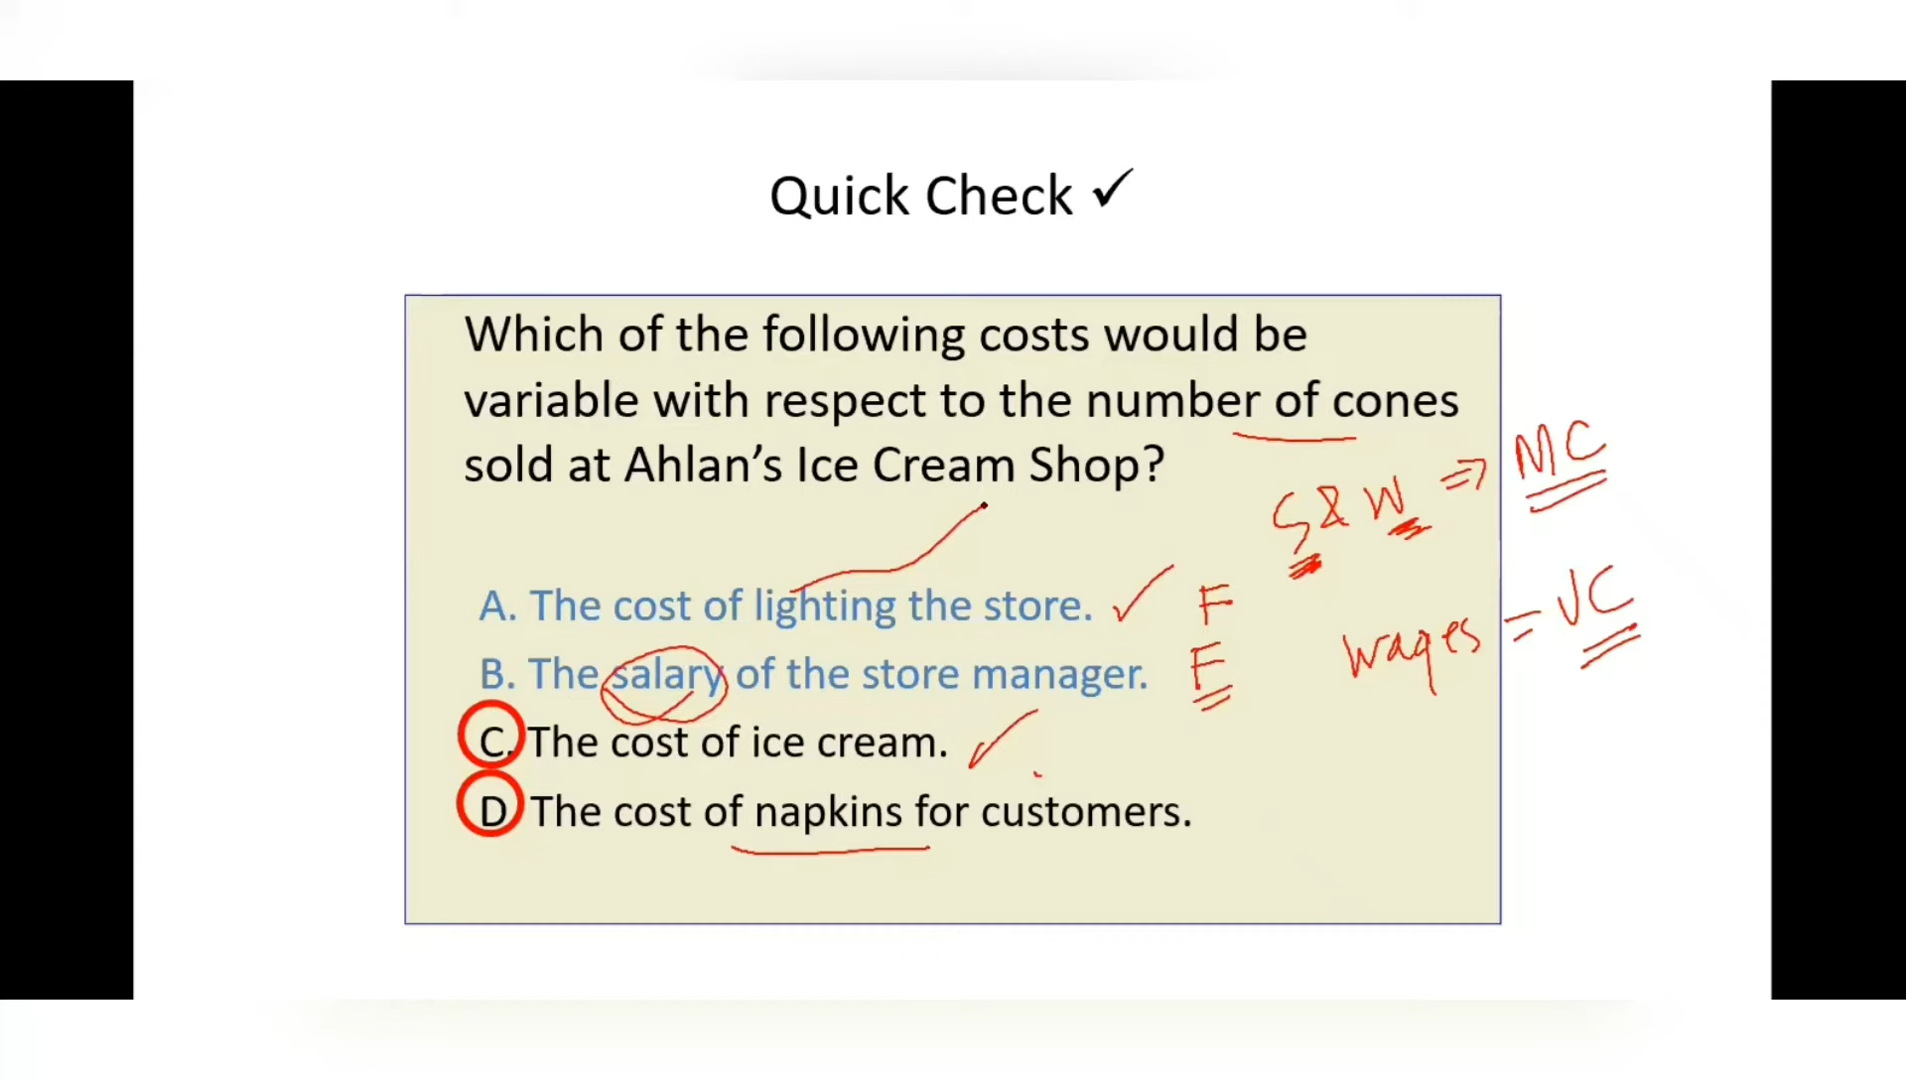 Quick Check ✓
Which of the following costs would be
variable with respect to the number of cones
sold at Ahlan's Ice Cream Shop?
S & W ⇒ MC
A. The cost of lighting the store. ✓ F
wages = VC
B. The salary of the store manager. F
C. The cost of ice cream. ✓
D The cost of napkins for customers.